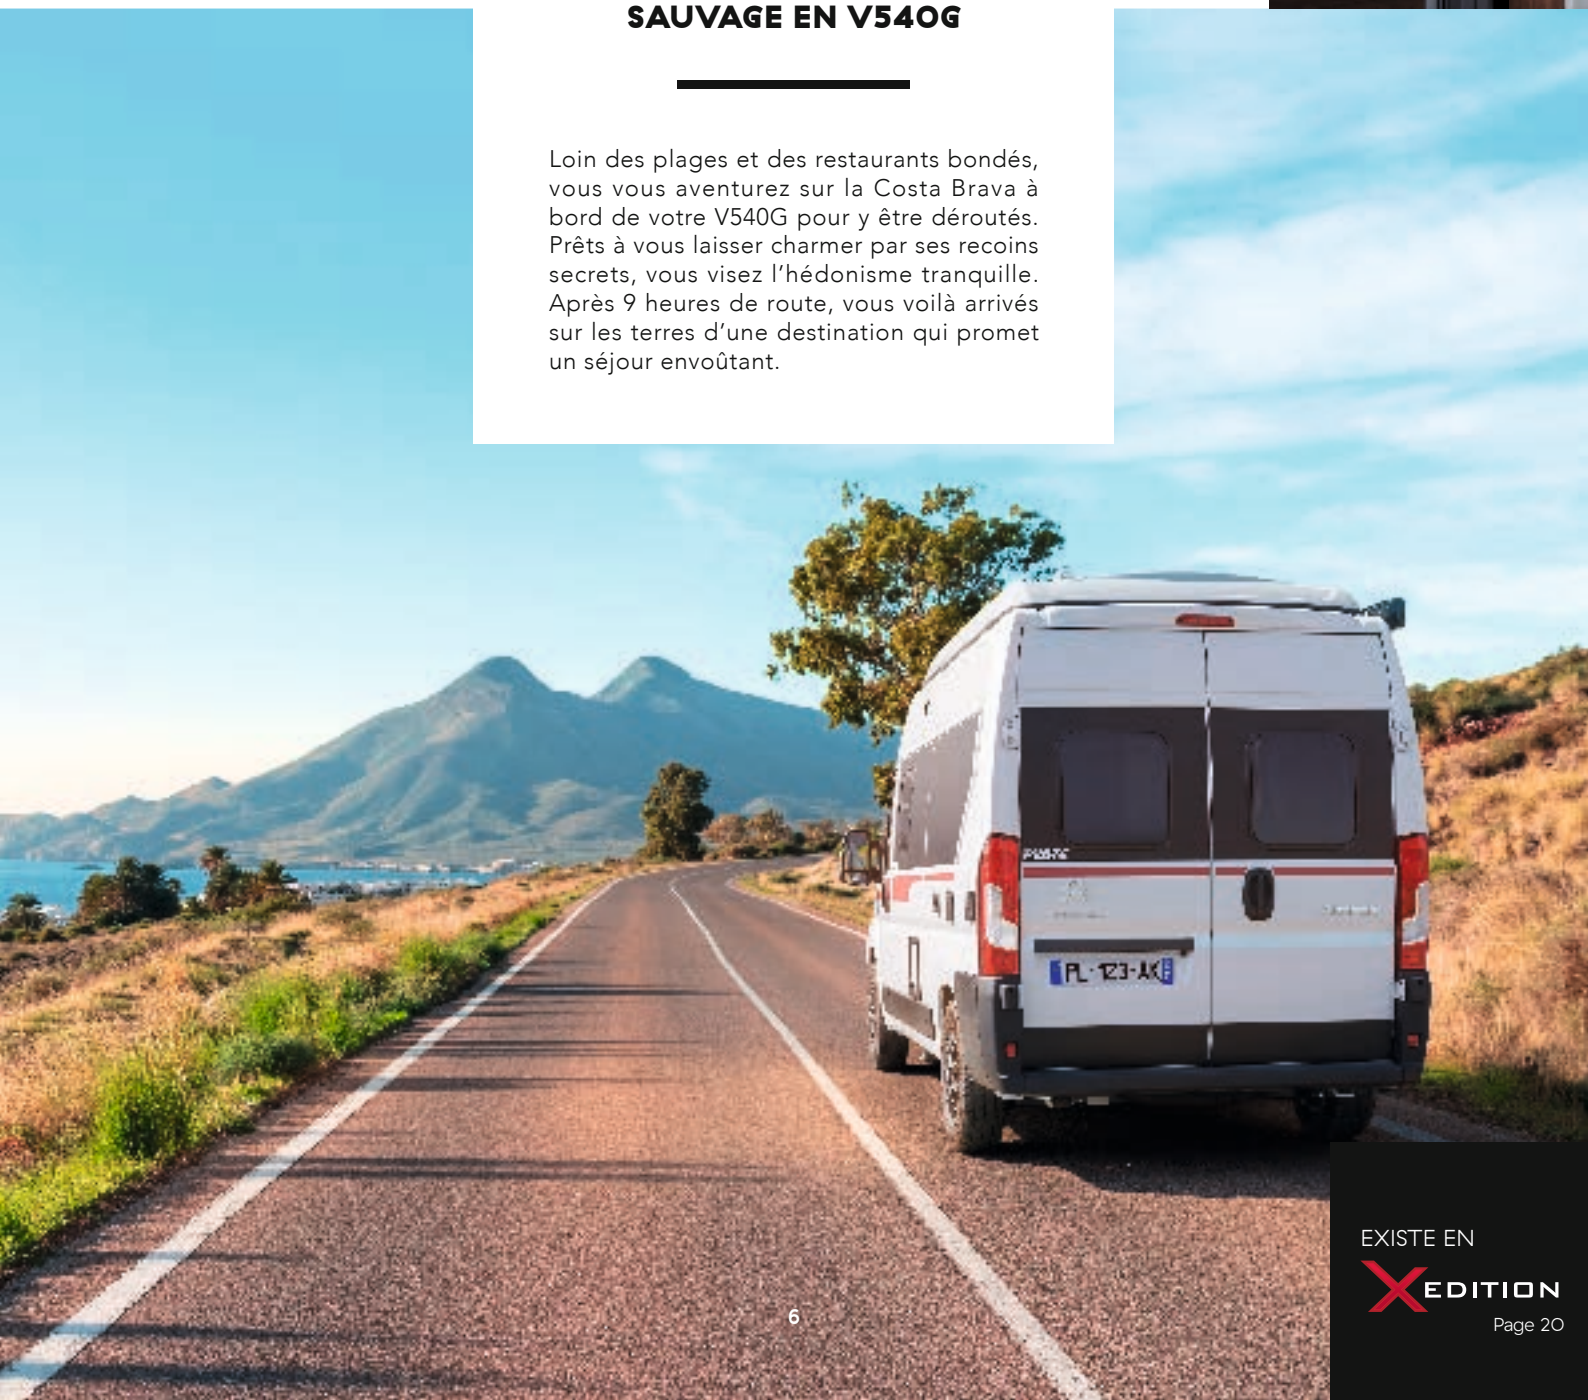 SAUVAGE EN V540G
Loin des plages et des restaurants bondés,
vous vous aventurez sur la Costa Brava à
bord de votre V540G pour y être déroutés.
Prêts à vous laisser charmer par ses recoins
secrets, vous visez l’hédonisme tranquille.
Après 9 heures de route, vous voilà arrivés
sur les terres d’une destination qui promet
un séjour envoûtant.
PL-123-AK
EXISTE EN
XEDITION
Page 20
6